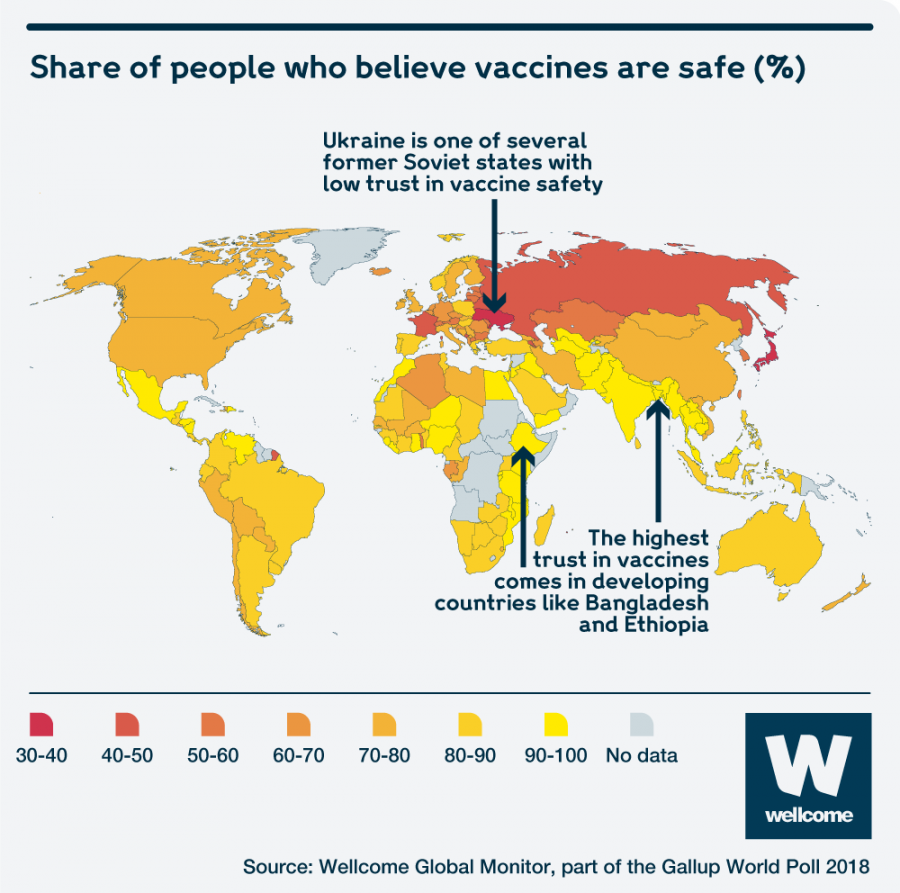 Share of people who believe vaccines are safe (%)
Ukraine is one of several
former Soviet states with
low trust in vaccine safety
The highest
trust in vaccines
comes in developing
countries like Bangladesh
and Ethiopia
30-40
40-50
50-60
60-70
70-80
80-90
90-100
No data
W
wellcome
Source: Wellcome Global Monitor, part of the Gallup World Poll 2018